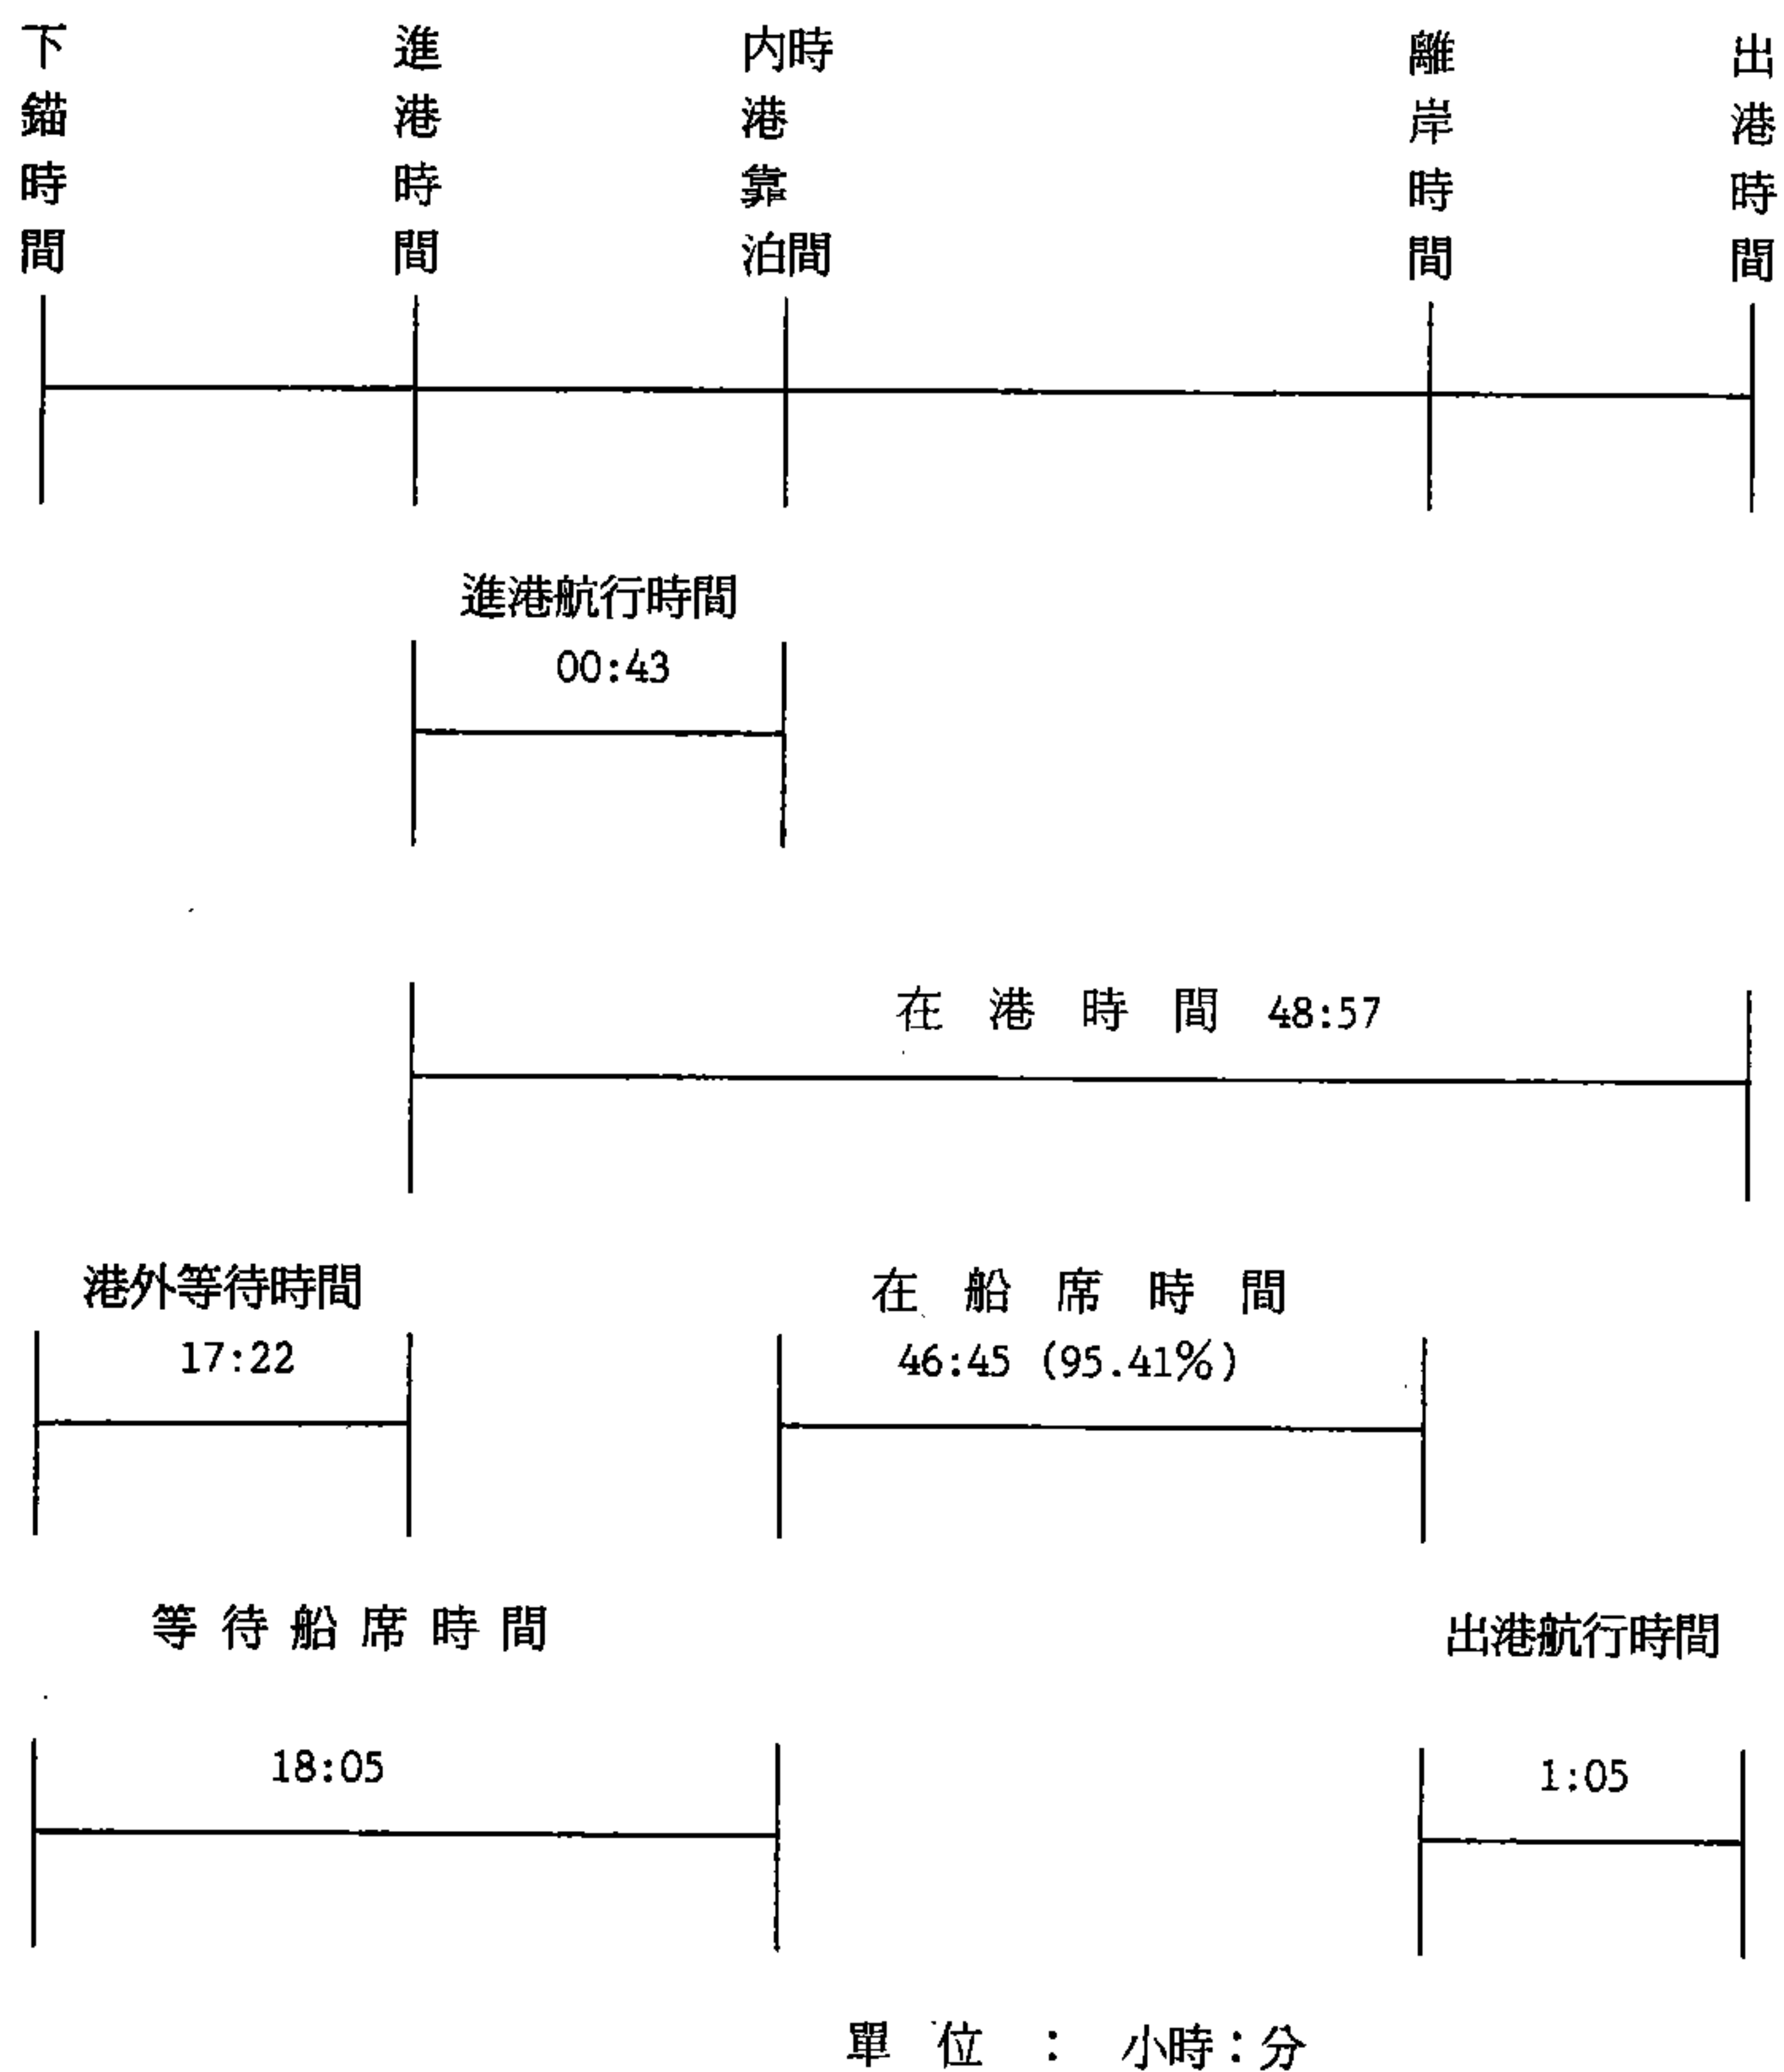 下錨時間
進港時間
内港靠泊時間
離岸時間
出港時間
進港航行時間
00:43
在港時間 48:57
港外等待時間
17:22
在船席時間
46:45 (95.41%)
等待船席時間
18:05
出港航行時間
1:05
單位：小時：分